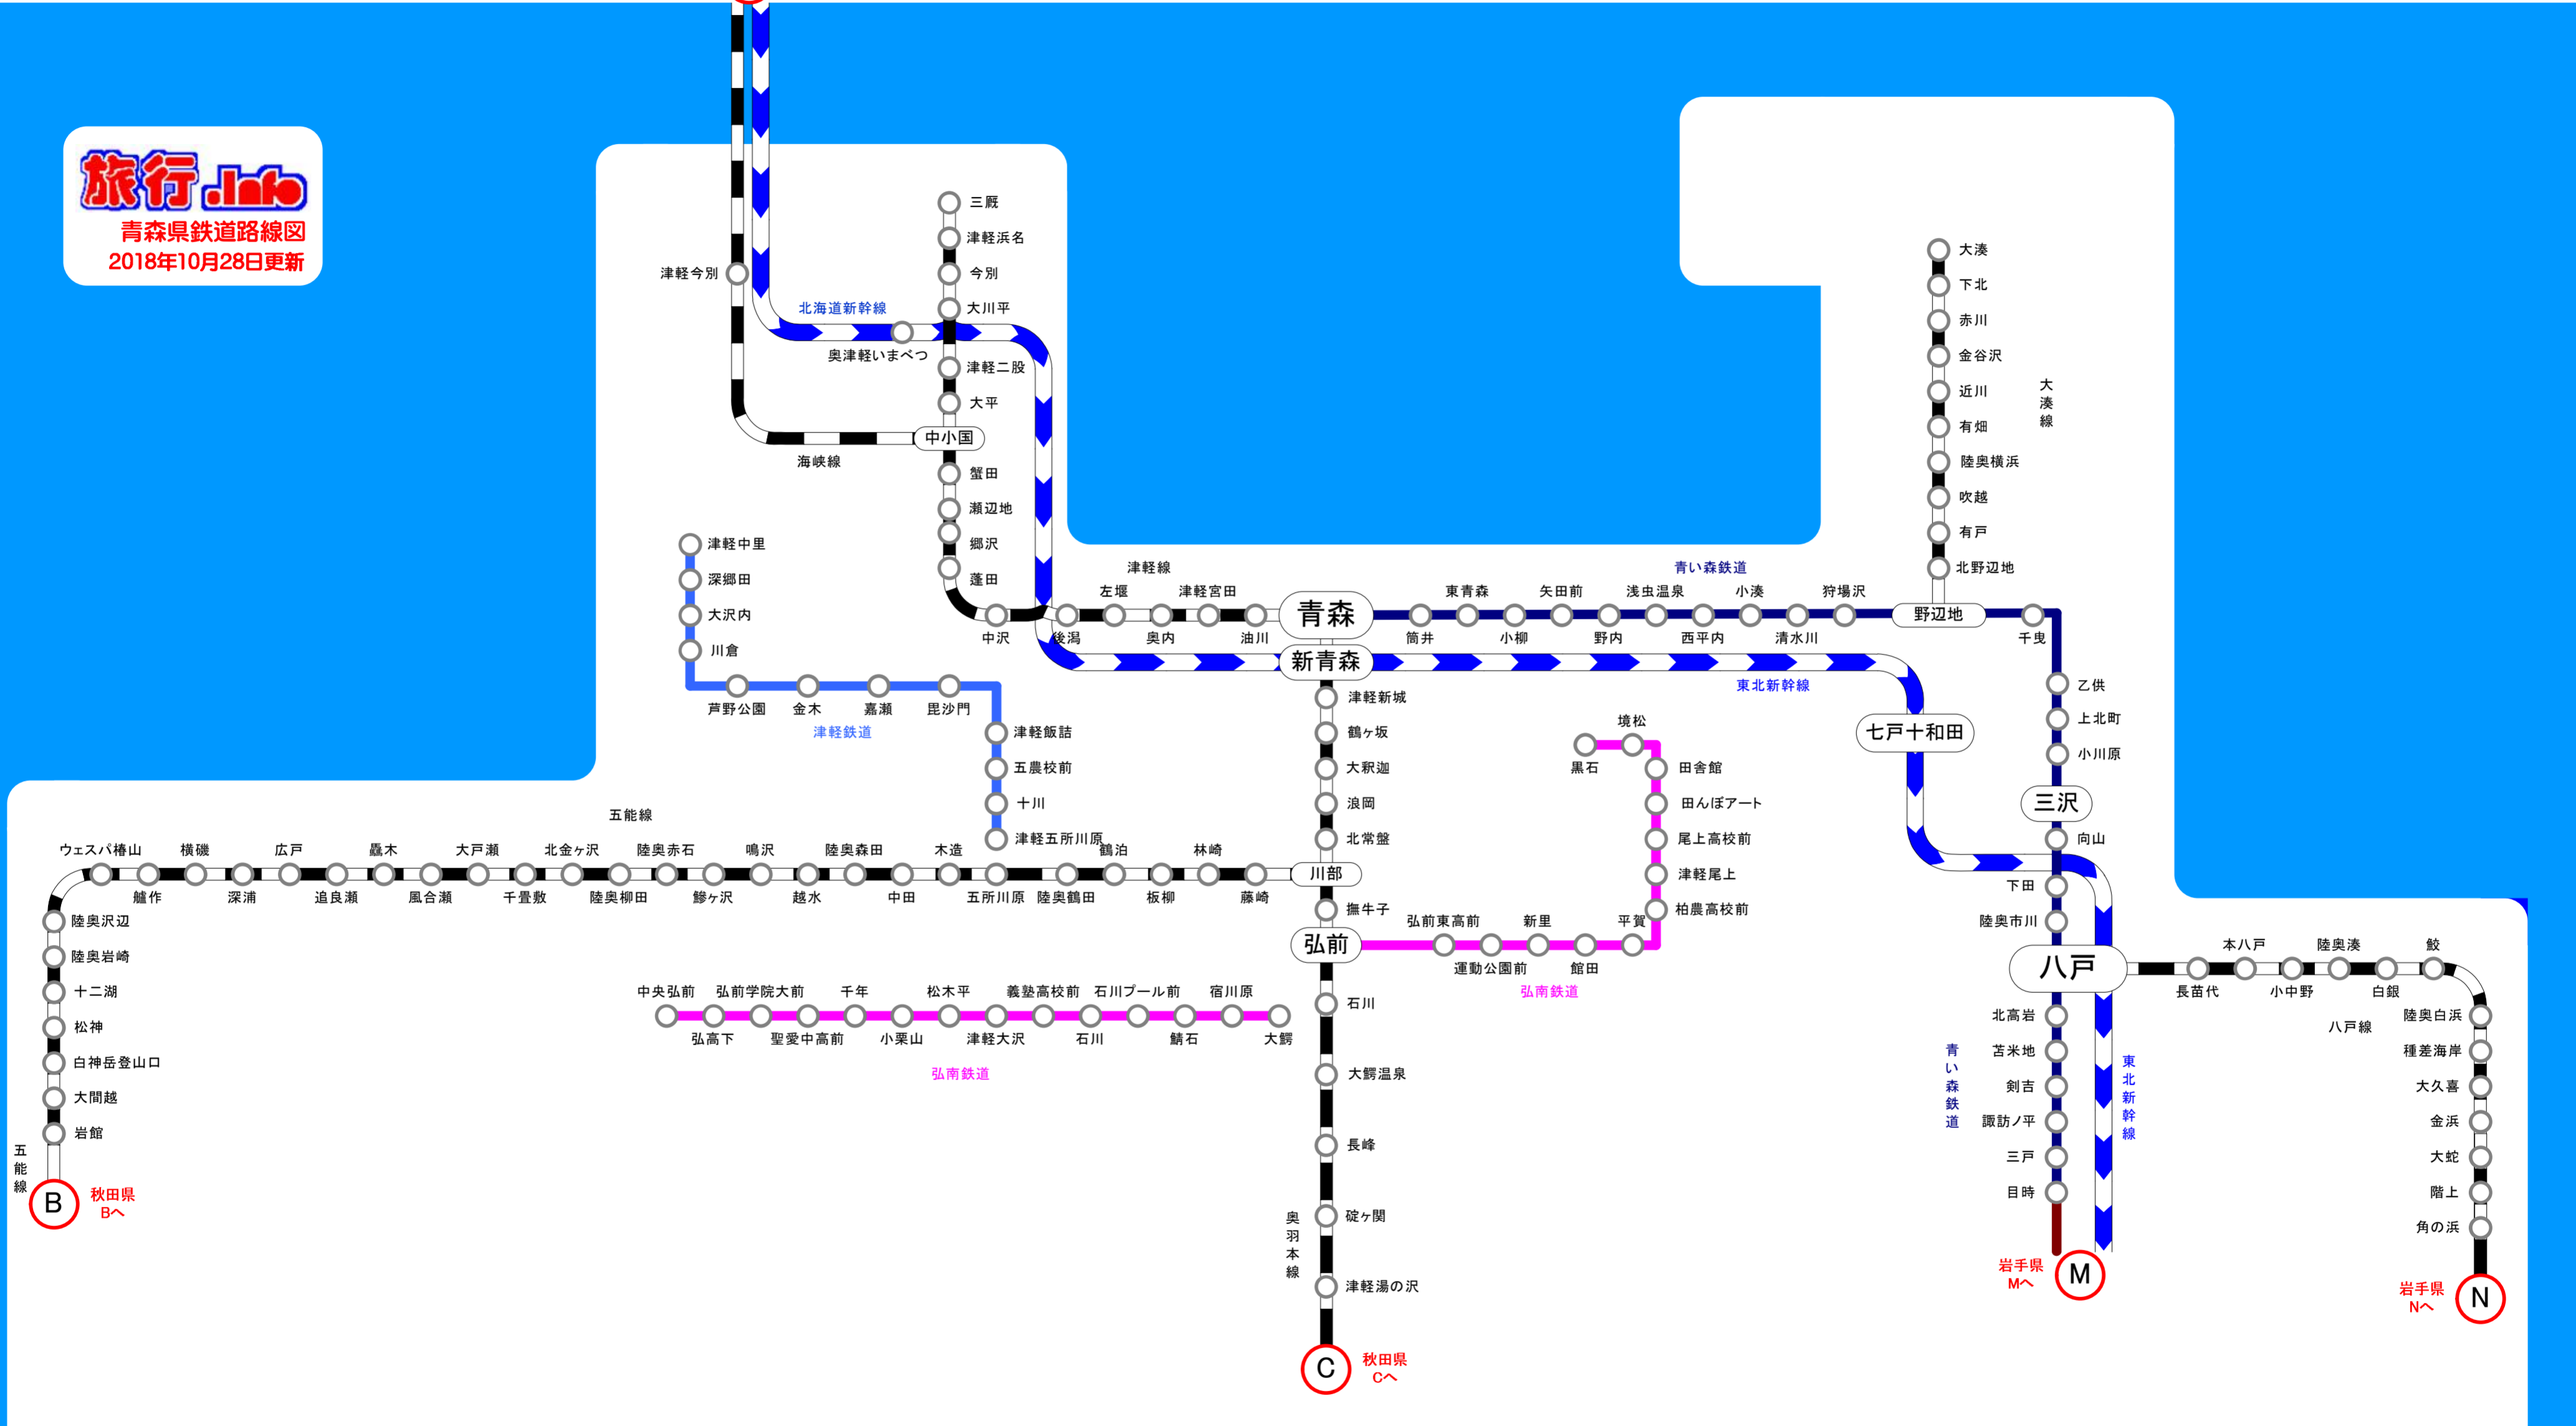 旅行.Info
青森県鉄道路線図
2018年10月28日更新
三厩
津軽浜名
今別
大川平
津軽今別
北海道新幹線
奥津軽いまべつ
津軽二股
大平
中小国
海峡線
蟹田
瀬辺地
郷沢
蓬田
中沢
後潟
左堰
奥内
津軽宮田
油川
津軽線
青森
新青森
筒井
東青森
小柳
矢田前
野内
浅虫温泉
西平内
小湊
清水川
狩場沢
青い森鉄道
野辺地
千曳
大湊
下北
赤川
金谷沢
近川
有畑
陸奥横浜
吹越
有戸
北野辺地
大湊線
東北新幹線
七戸十和田
乙供
上北町
小川原
三沢
向山
下田
陸奥市川
八戸
津軽中里
深郷田
大沢内
川倉
芦野公園
金木
嘉瀬
毘沙門
津軽鉄道
津軽飯詰
五農校前
十川
津軽五所川原
津軽新城
鶴ヶ坂
大釈迦
浪岡
北常盤
川部
撫牛子
弘前
黒石
境松
田舎館
田んぼアート
尾上高校前
津軽尾上
柏農高校前
平賀
館田
新里
運動公園前
弘前東高前
弘南鉄道
五能線
ウェスパ椿山
艫作
横磯
深浦
広戸
追良瀬
驫木
風合瀬
大戸瀬
千畳敷
北金ヶ沢
陸奥柳田
陸奥赤石
鰺ヶ沢
鳴沢
越水
陸奥森田
中田
木造
五所川原
陸奥鶴田
鶴泊
板柳
林崎
藤崎
陸奥沢辺
陸奥岩崎
十二湖
松神
白神岳登山口
大間越
岩館
五能線
B
秋田県
Bへ
中央弘前
弘高下
弘前学院大前
聖愛中高前
千年
小栗山
松木平
津軽大沢
義塾高校前
石川
石川プール前
鯖石
宿川原
大鰐
弘南鉄道
石川
大鰐温泉
長峰
碇ヶ関
津軽湯の沢
奥羽本線
C
秋田県
Cへ
北高岩
苫米地
剣吉
諏訪ノ平
三戸
目時
青い森鉄道
東北新幹線
岩手県
Mへ
M
長苗代
本八戸
小中野
陸奥湊
白銀
鮫
八戸線
陸奥白浜
種差海岸
大久喜
金浜
大蛇
階上
角の浜
岩手県
Nへ
N